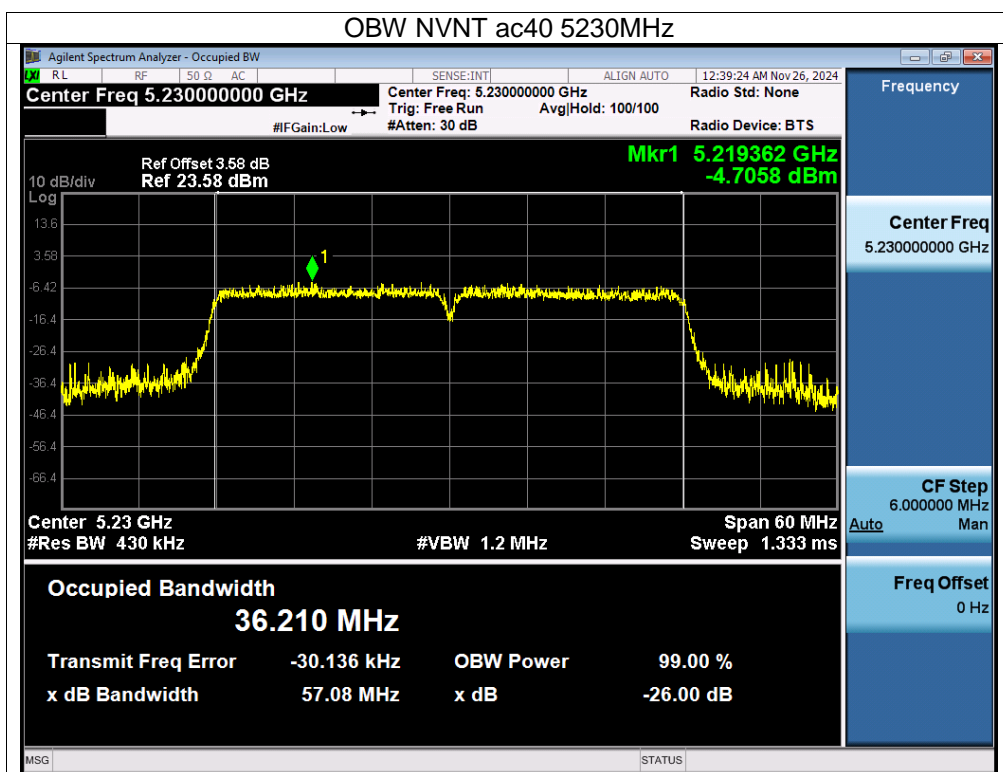 OBW NVNT ac40 5230MHz
Agilent Spectrum Analyzer - Occupied BW
LXI RL RF 50 Ω AC SENSE:INT ALIGN AUTO 12:39:24 AM Nov 26, 2024
Center Freq 5.230000000 GHz
Center Freq: 5.230000000 GHz
Radio Std: None
Trig: Free Run Avg|Hold: 100/100
#IFGain:Low
#Atten: 30 dB
Radio Device: BTS
Ref Offset 3.58 dB
Mkr1 5.219362 GHz
10 dB/div Ref 23.58 dBm
-4.7058 dBm
Log
13.6
3.58
1
-6.42
-16.4
-26.4
-36.4
-46.4
-56.4
-66.4
Center 5.23 GHz Span 60 MHz
#Res BW 430 kHz #VBW 1.2 MHz Sweep 1.333 ms
Occupied Bandwidth
36.210 MHz
Transmit Freq Error -30.136 kHz OBW Power 99.00 %
x dB Bandwidth 57.08 MHz x dB -26.00 dB
Frequency
Center Freq
5.230000000 GHz
CF Step
6.000000 MHz
Auto Man
Freq Offset
0 Hz
MSG STATUS